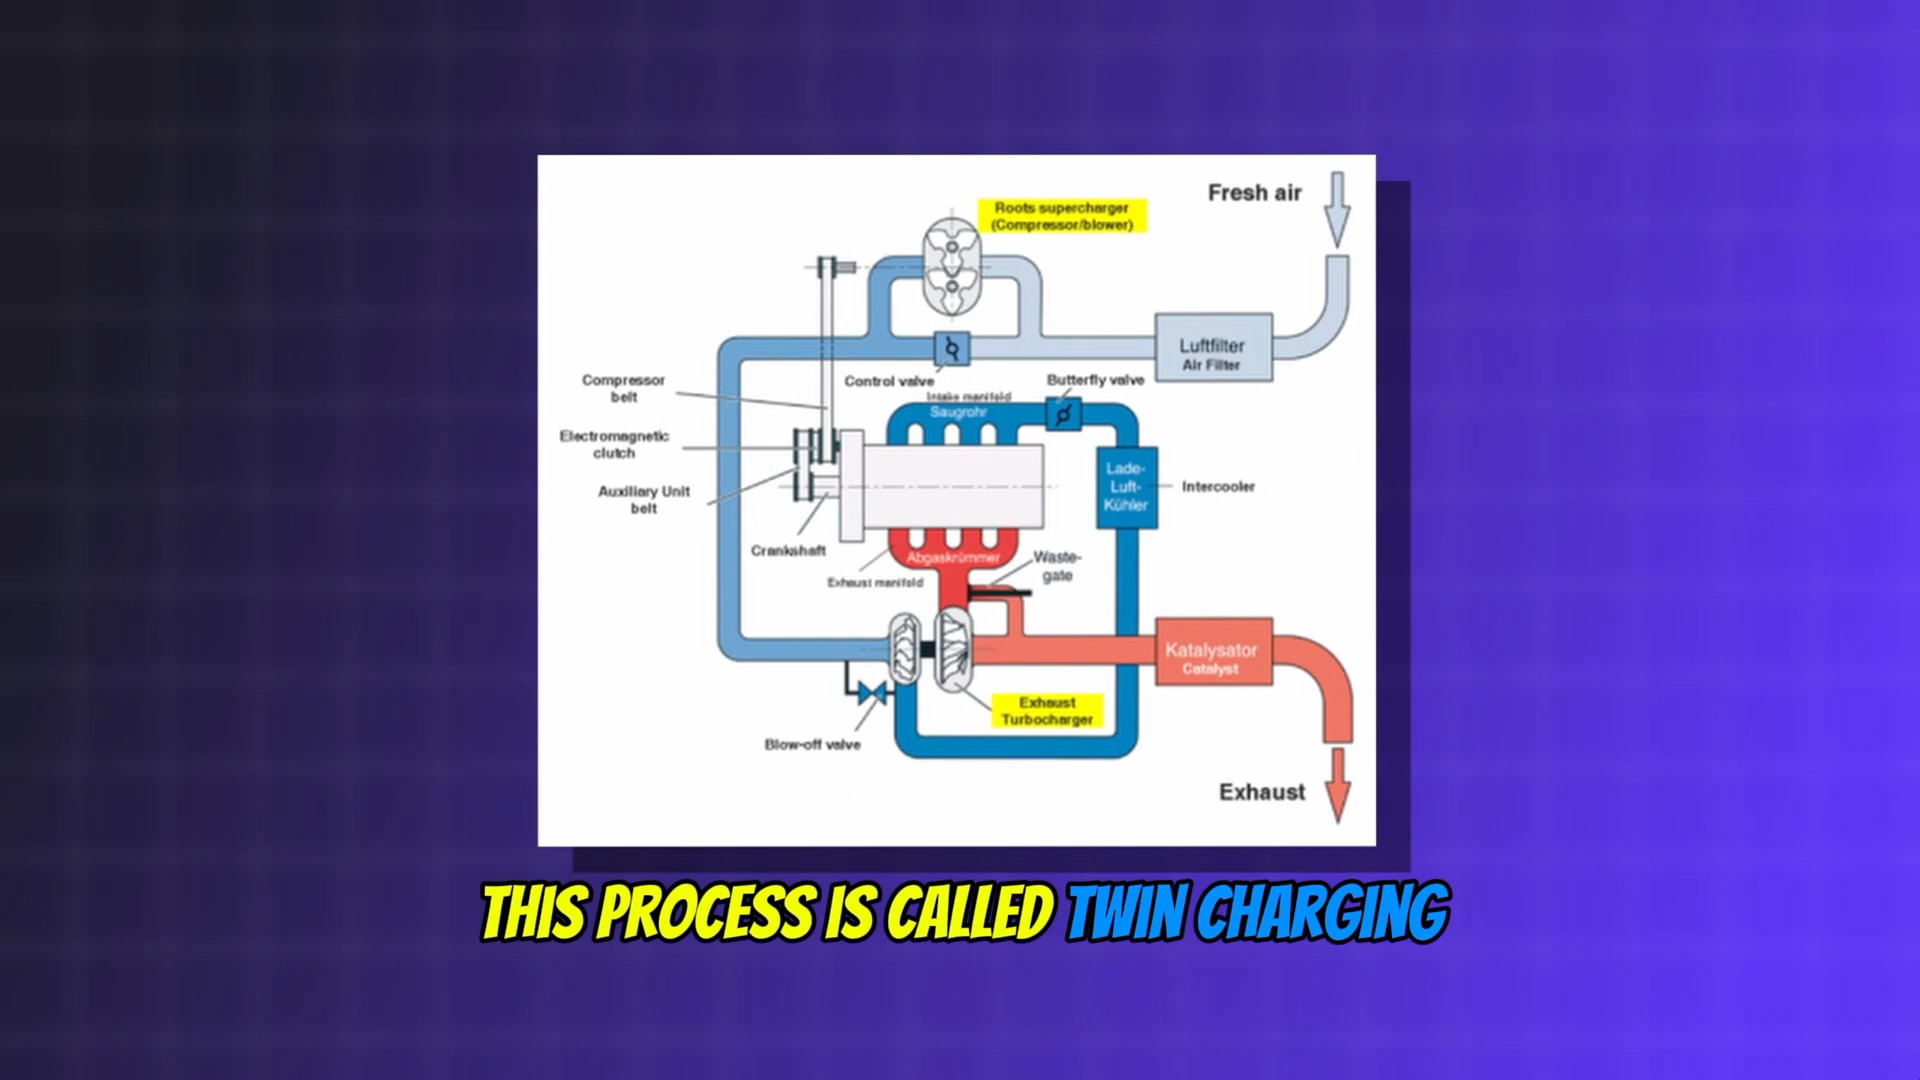 Fresh air
Roots supercharger
(Compressor/blower)
Luftfilter
Air Filter
Control valve
Butterfly valve
Compressor
belt
Intake manifold
Saugrohr
Electromagnetic
clutch
Lade-
Luft-
Kühler
Intercooler
Auxiliary Unit
belt
Crankshaft
Abgaskrümmer
Waste-
gate
Exhaust manifold
Katalysator
Catalyst
Exhaust
Turbocharger
Blow-off valve
Exhaust
THIS PROCESS IS CALLED TWIN CHARGING